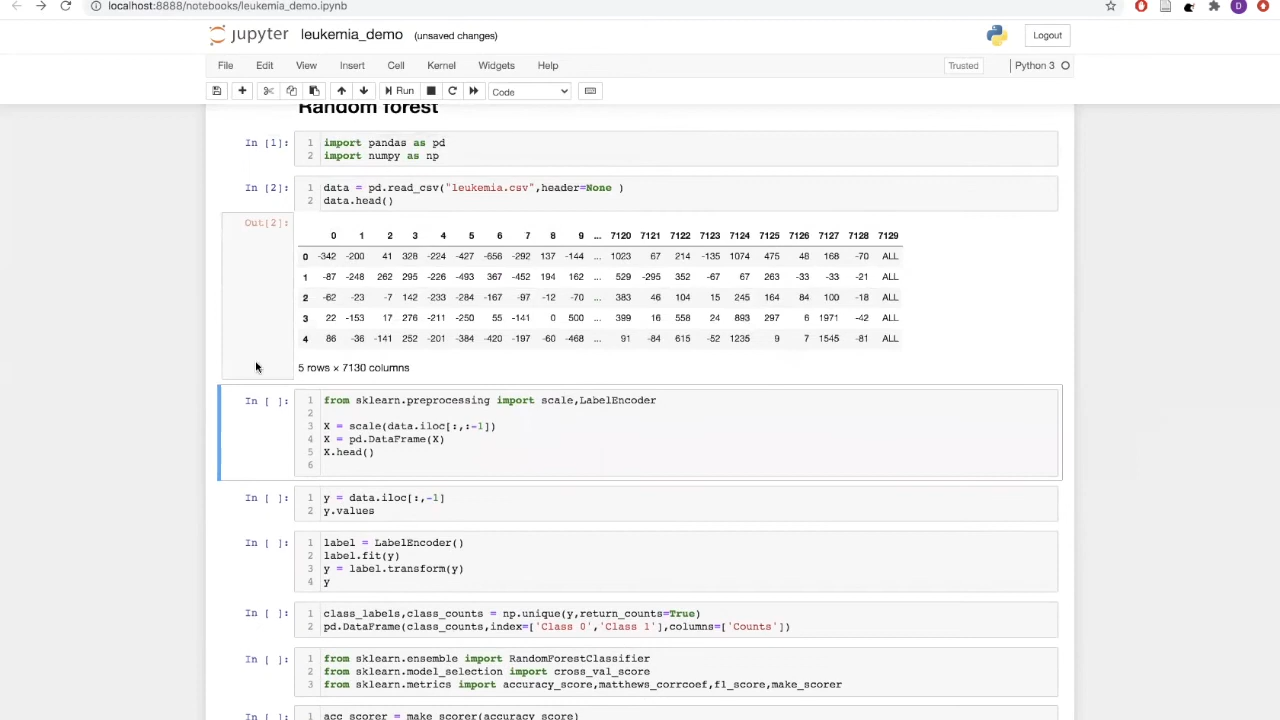 localhost:8888/notebooks/leukemia_demo.ipynb
D
jupyter leukemia_demo (unsaved changes) Logout
File Edit View Insert Cell Kernel Widgets Help Trusted Python 3
Run Code
Random forest
In [1]: 1 import pandas as pd
2 import numpy as np
In [2]: 1 data = pd.read_csv("leukemia.csv",header=None )
2 data.head()
Out[2]:
0 1 2 3 4 5 6 7 8 9 ... 7120 7121 7122 7123 7124 7125 7126 7127 7128 7129
0 -342 -200 41 328 -224 -427 -656 -292 137 -144 ... 1023 67 214 -135 1074 475 48 168 -70 ALL
1 -87 -248 262 295 -226 -493 367 -452 194 162 ... 529 -295 352 -67 67 263 -33 -33 -21 ALL
2 -62 -23 -7 142 -233 -284 -167 -97 -12 -70 ... 383 46 104 15 245 164 84 100 -18 ALL
3 22 -153 17 276 -211 -250 55 -141 0 500 ... 399 16 558 24 893 297 6 1971 -42 ALL
4 86 -36 -141 252 -201 -384 -420 -197 -60 -468 ... 91 -84 615 -52 1235 9 7 1545 -81 ALL
5 rows × 7130 columns
In [ ]: 1 from sklearn.preprocessing import scale,LabelEncoder
2
3 X = scale(data.iloc[:,:-1])
4 X = pd.DataFrame(X)
5 X.head()
6
In [ ]: 1 y = data.iloc[:,-1]
2 y.values
In [ ]: 1 label = LabelEncoder()
2 label.fit(y)
3 y = label.transform(y)
4 y
In [ ]: 1 class_labels,class_counts = np.unique(y,return_counts=True)
2 pd.DataFrame(class_counts,index=['Class 0','Class 1'],columns=['Counts'])
In [ ]: 1 from sklearn.ensemble import RandomForestClassifier
2 from sklearn.model_selection import cross_val_score
3 from sklearn.metrics import accuracy_score,matthews_corrcoef,f1_score,make_scorer
In [ ]: 1 acc_scorer = make_scorer(accuracy_score)